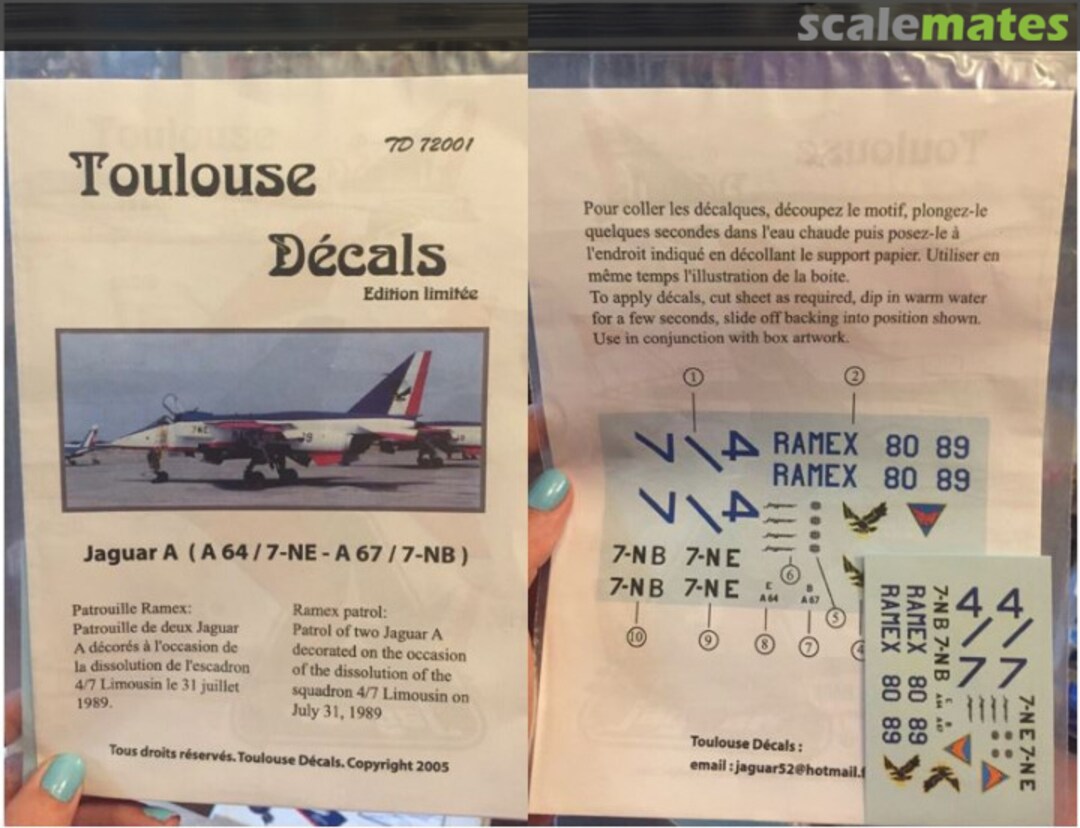 scalemates
TD 72001
Toulouse
Décals
Edition limitée
Jaguar A ( A 64 / 7-NE - A 67 / 7-NB )
Patrouille Ramex:
Patrouille de deux Jaguar
A décorés à l'occasion de
la dissolution de l'escadron
4/7 Limousin le 31 juillet
1989.
Ramex patrol:
Patrol of two Jaguar A
decorated on the occasion
of the dissolution of the
squadron 4/7 Limousin on
July 31, 1989
Tous droits réservés. Toulouse Décals. Copyright 2005
Pour coller les décalques, découpez le motif, plongez-le
quelques secondes dans l'eau chaude puis posez-le à
l'endroit indiqué en décollant le support papier. Utiliser en
même temps l'illustration de la boite.
To apply décals, cut sheet as required, dip in warm water
for a few seconds, slide off backing into position shown.
Use in conjunction with box artwork.
1 2
7/4 RAMEX 80 89
RAMEX 80 89
7/4
7-NB 7-NE
7-NB 7-NE
E B
A 64 A 67
6
5
10 9 8 7 4
Toulouse Décals :
email : jaguar52@hotmail.f
4/7 4/7
7-NB 7-NB
RAMEX RAMEX
80 80
89 89
7-NE 7-NE